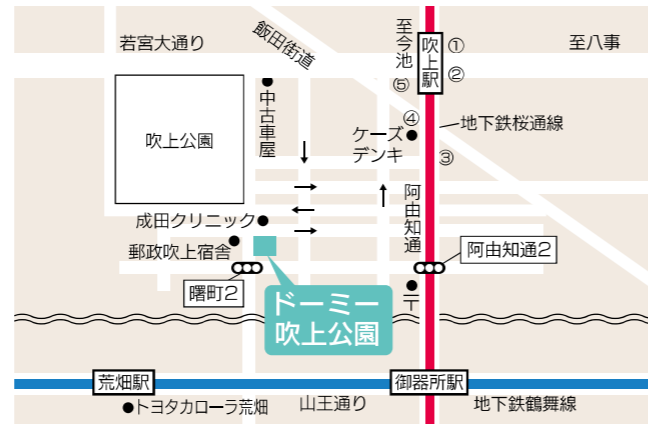 若宮大通り
飯田街道
至今池
吹上駅
①
至八事
②
⑤
中古車屋
④
地下鉄桜通線
ケーズ
デンキ
吹上公園
③
阿由知通
成田クリニック
郵政吹上宿舎
阿由知通2
曙町2
〒
ドーミー
吹上公園
荒畑駅
御器所駅
トヨタカローラ荒畑
山王通り
地下鉄鶴舞線